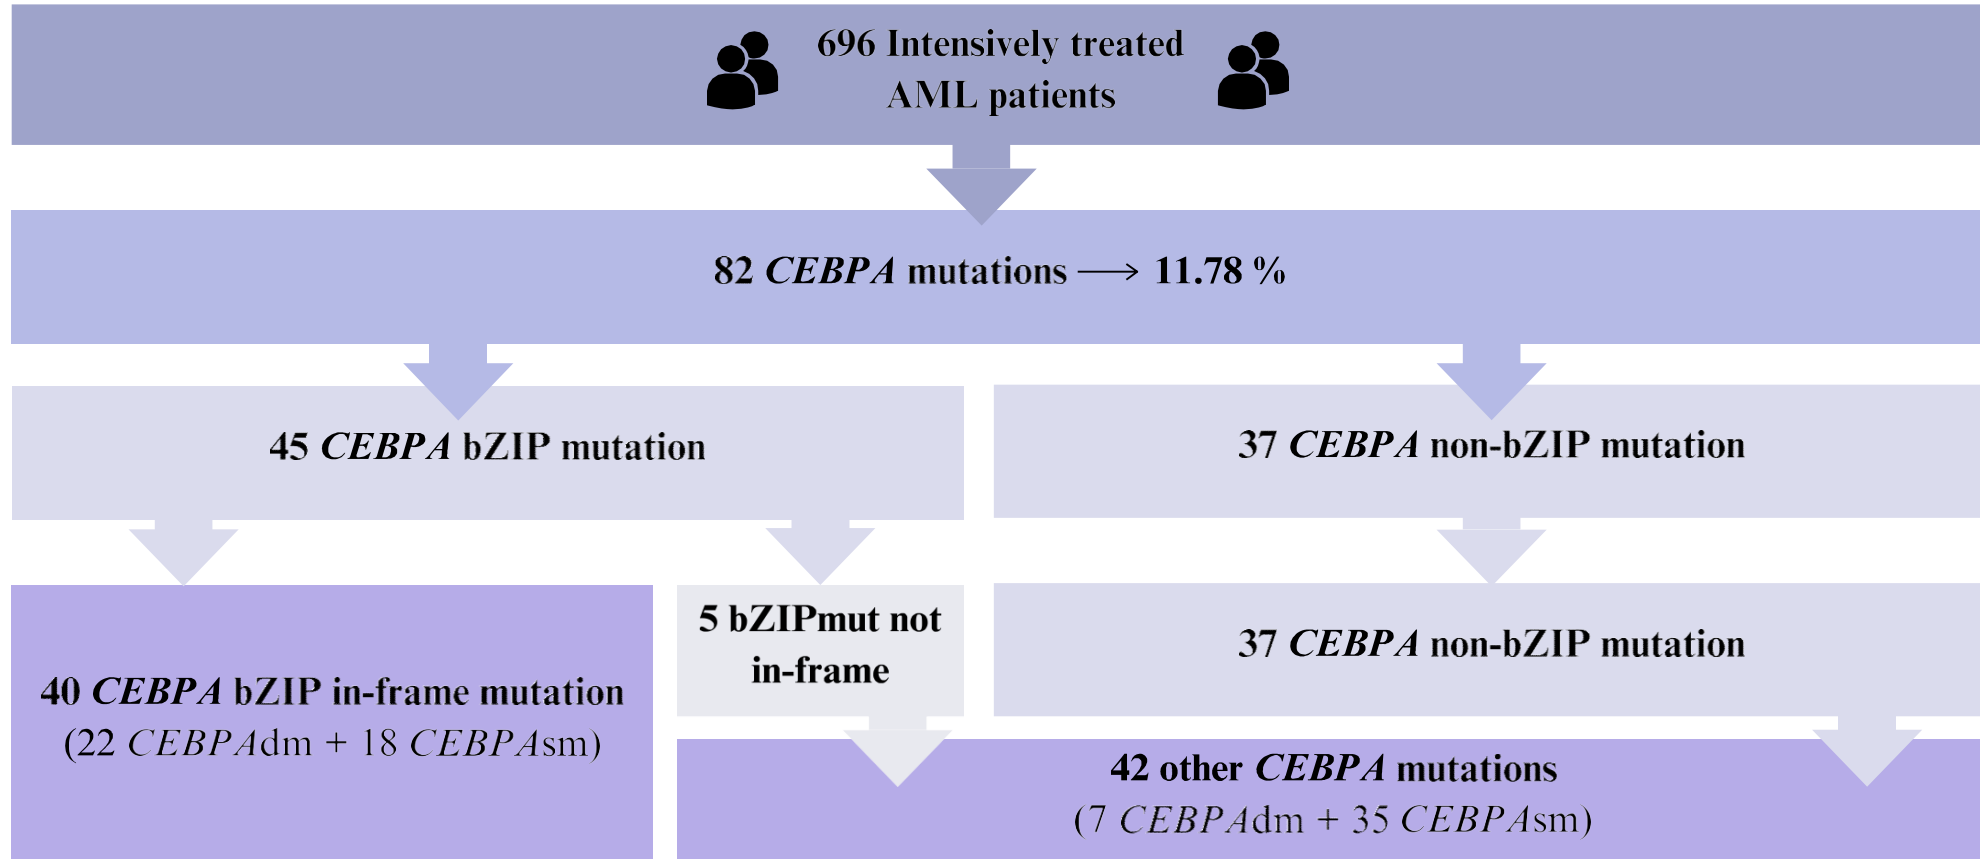 696 Intensively treated
AML patients
82 CEBPA mutations → 11.78 %
45 CEBPA bZIP mutation
37 CEBPA non-bZIP mutation
40 CEBPA bZIP in-frame mutation
(22 CEBPAdm + 18 CEBPAsm)
5 bZIPmut not
in-frame
37 CEBPA non-bZIP mutation
42 other CEBPA mutations
(7 CEBPAdm + 35 CEBPAsm)